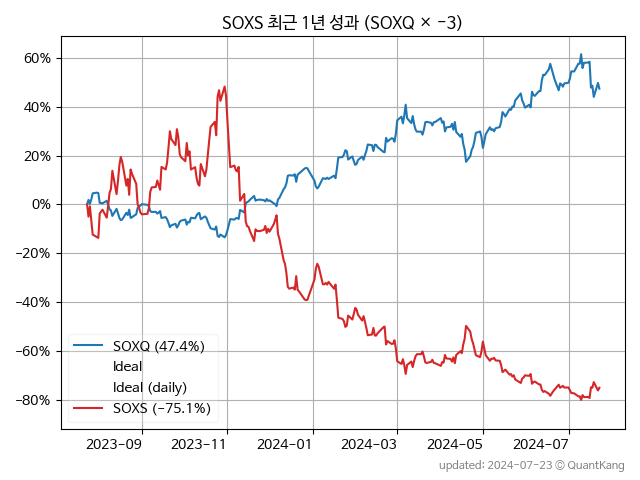 SOXS 최근 1년 성과 (SOXQ × −3)
60%
40%
20%
0%
−20%
−40%
−60%
−80%
SOXQ (47.4%)
Ideal
Ideal (daily)
SOXS (−75.1%)
2023-09 2023-11 2024-01 2024-03 2024-05 2024-07
updated: 2024-07-23 © QuantKang